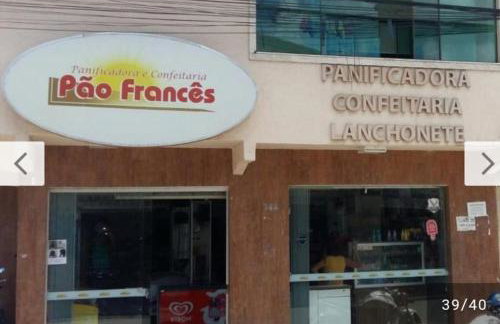 Panificadora e Confeitaria
Pão Francês
PANIFICADORA
CONFEITARIA
LANCHONETE
39/40